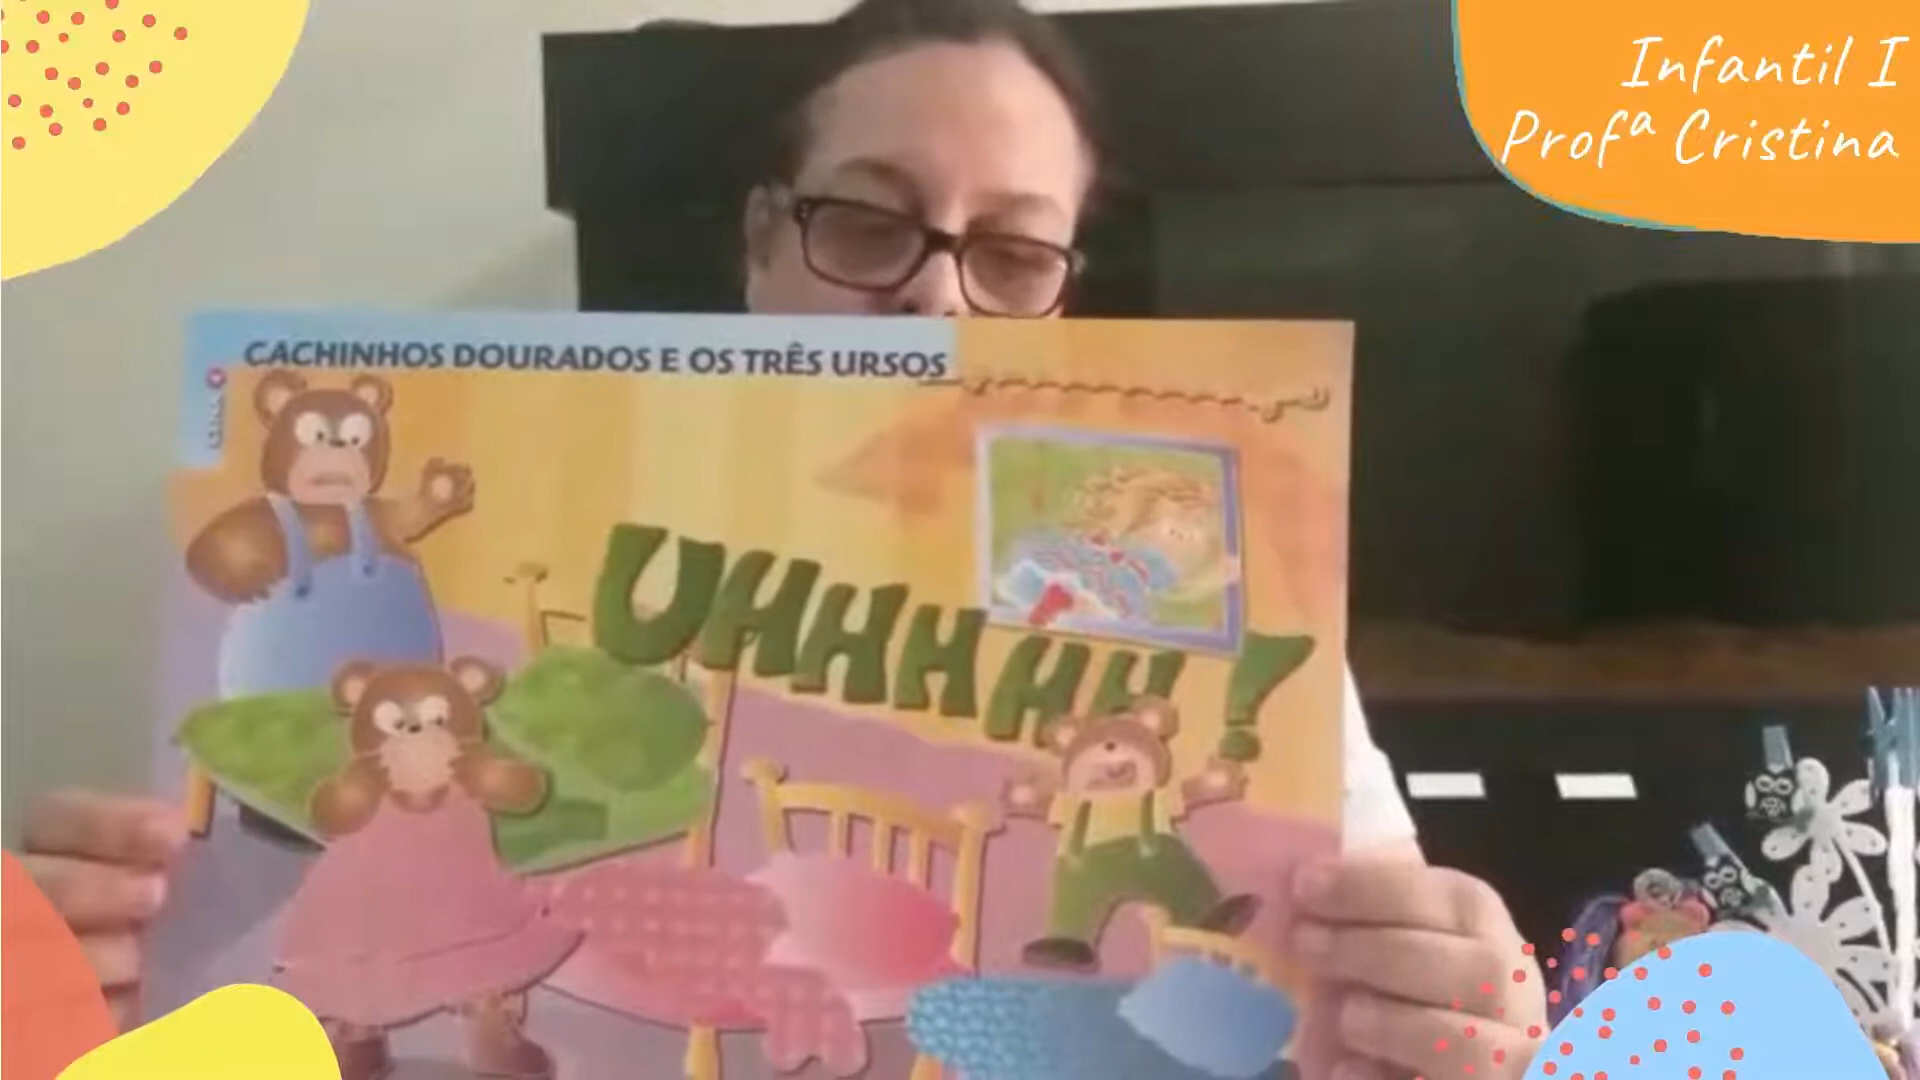 Infantil I
Profª Cristina
CACHINHOS DOURADOS E OS TRÊS URSOS
UHHHHH!